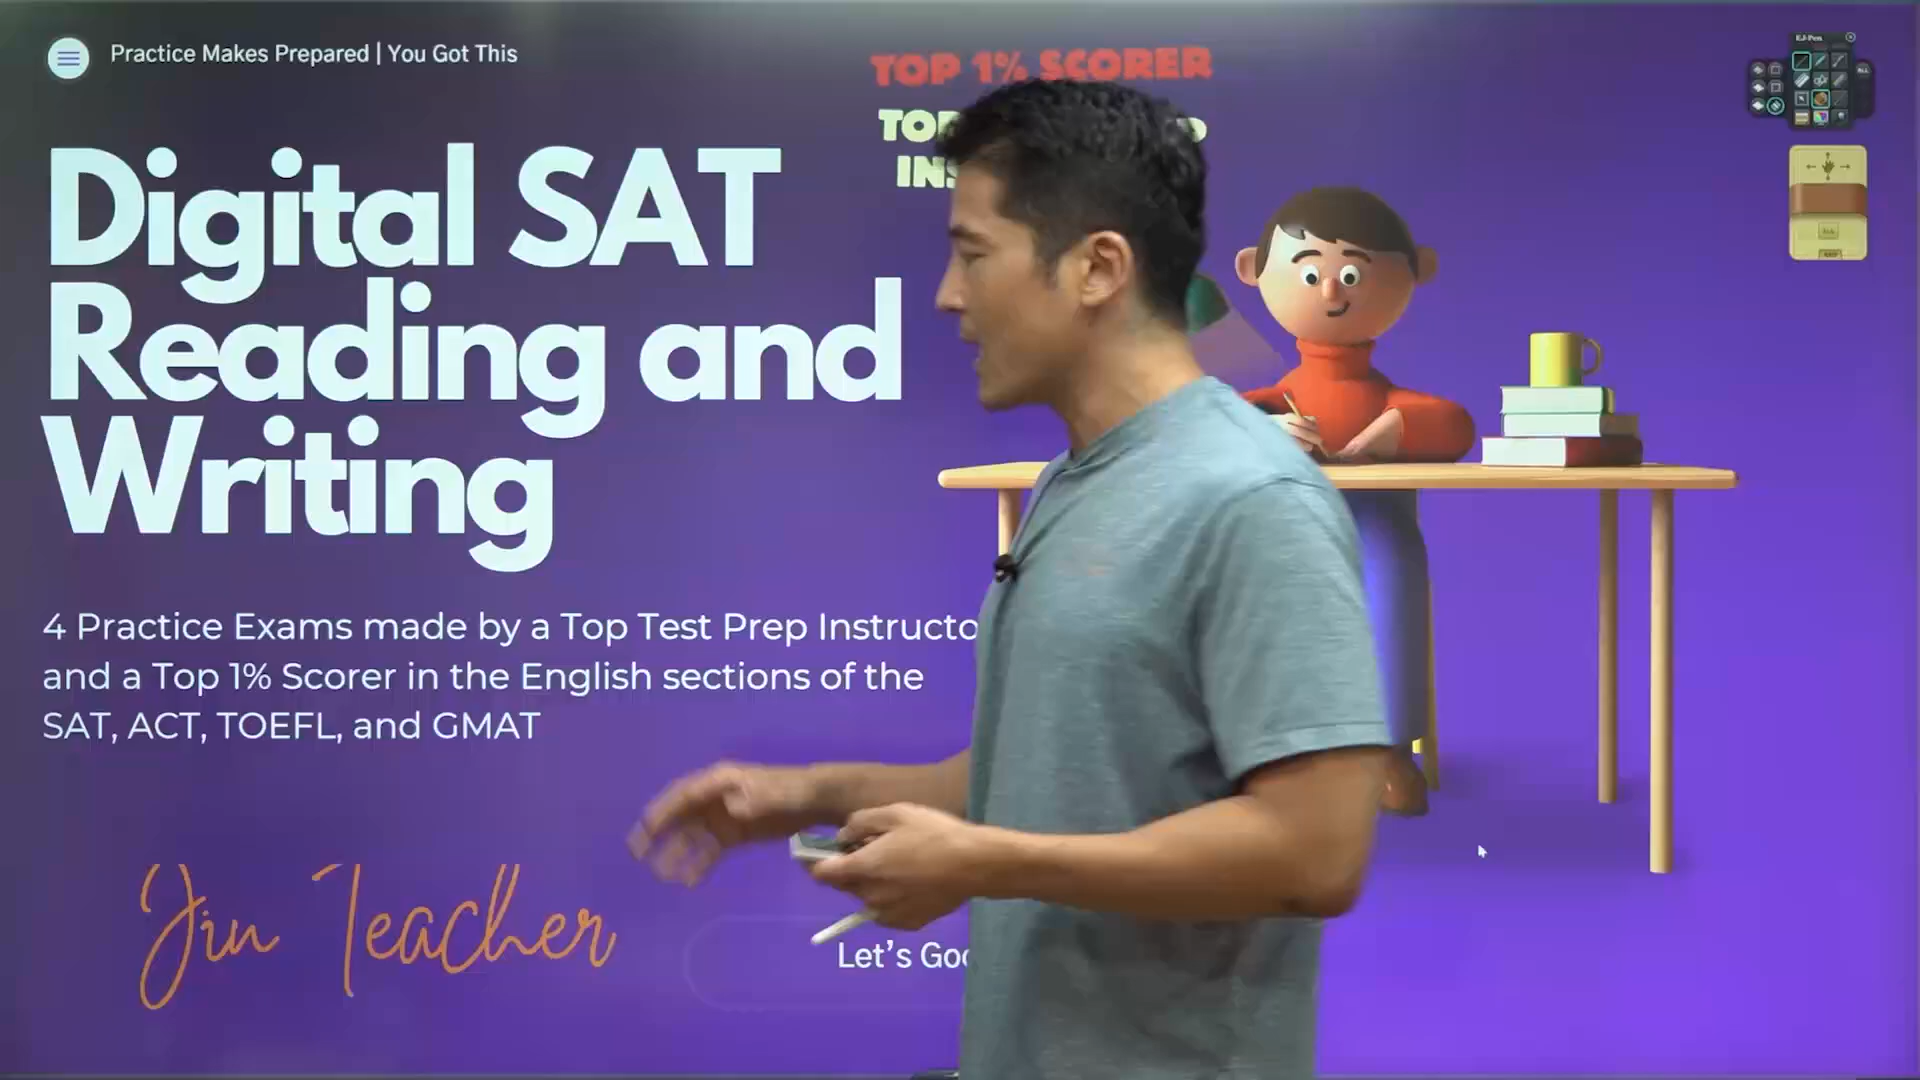 Practice Makes Prepared | You Got This
TOP 1% SCORER
Digital SAT
Reading and
Writing
4 Practice Exams made by a Top Test Prep
and a Top 1% Scorer in the English sections of the
SAT, ACT, TOEFL, and GMAT
Jin Teacher
Let's
EJ-Pen